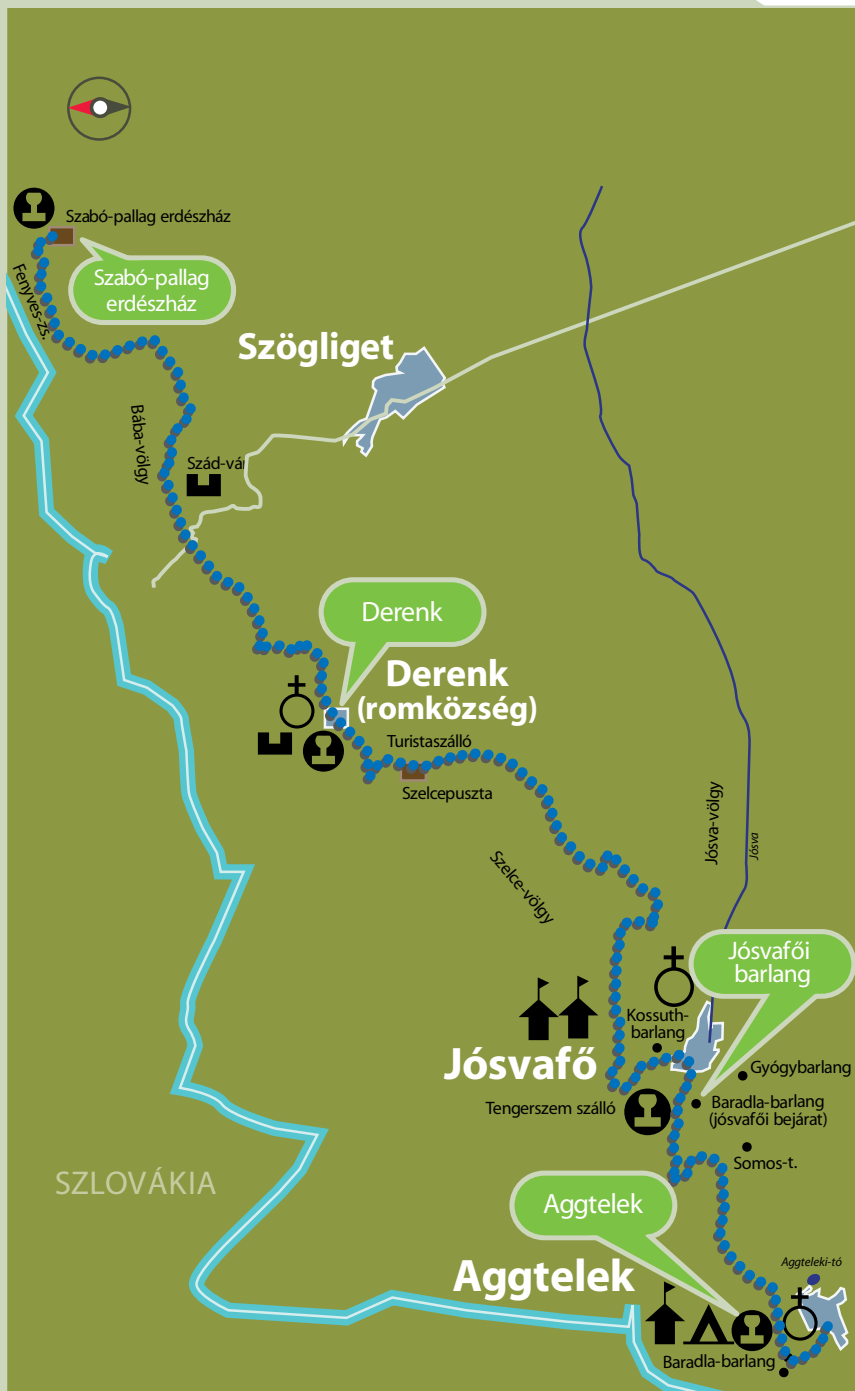 Szabó-pallag erdészház
Szabó-pallag
erdészház
Fenyves-zs.
Szögliget
Bába-völgy
Szád-vár
Derenk
Derenk
(romközség)
Turistaszálló
Szelcepuszta
Szelce-völgy
Jósva-völgy
Jósva
Jósvafői
barlang
Kossuth-
barlang
Jósvafő
Gyógybarlang
Baradla-barlang
(jósvafői bejárat)
Tengerszem szálló
Somos-t.
SZLOVÁKIA
Aggtelek
Aggteleki-tó
Aggtelek
Baradla-barlang